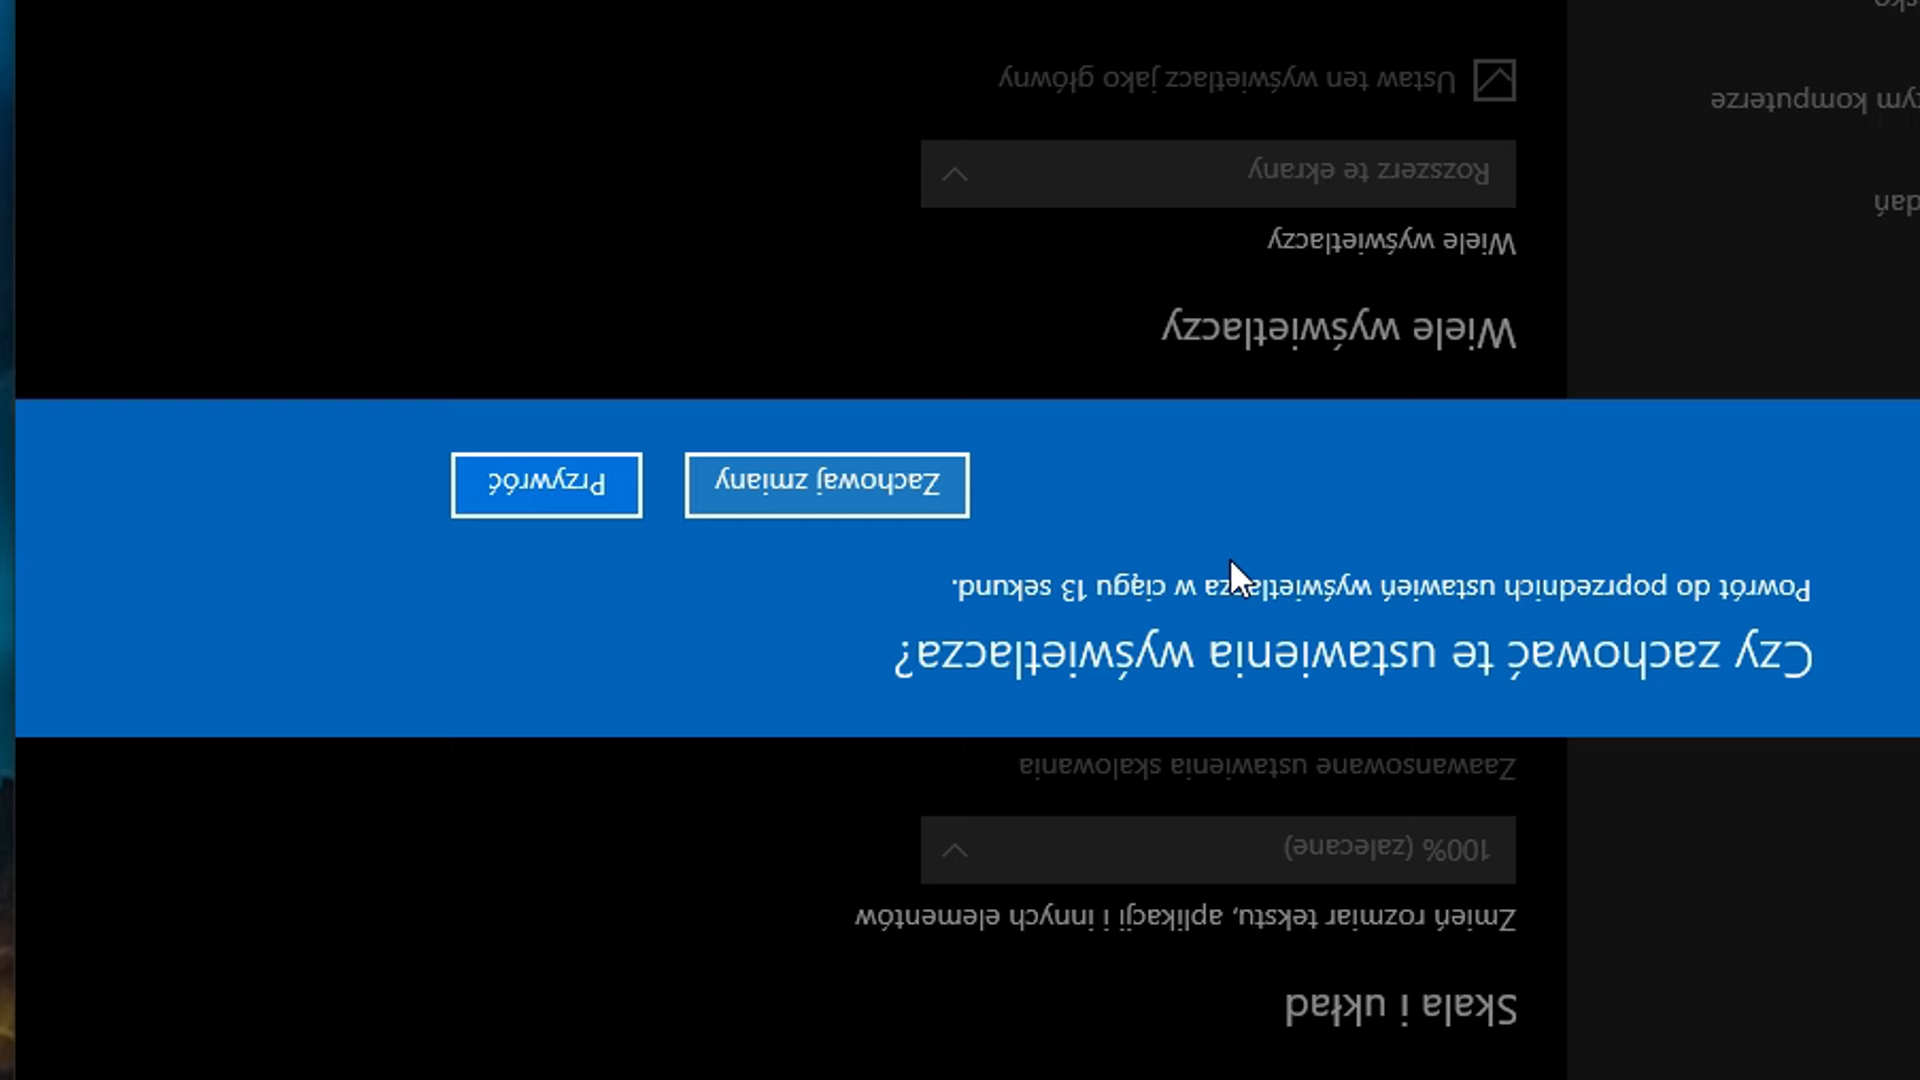 Skala i układ
Zmień rozmiar tekstu, aplikacji i innych elementów
100% (zalecane)
Zaawansowane ustawienia skalowania
Czy zachować te ustawienia wyświetlacza?
Powrót do poprzednich ustawień wyświetlacza w ciągu 13 sekund.
Zachowaj zmiany
Przywróć
Wiele wyświetlaczy
Wiele wyświetlaczy
Rozszerz te ekrany
Ustaw ten wyświetlacz jako główny
komputerze